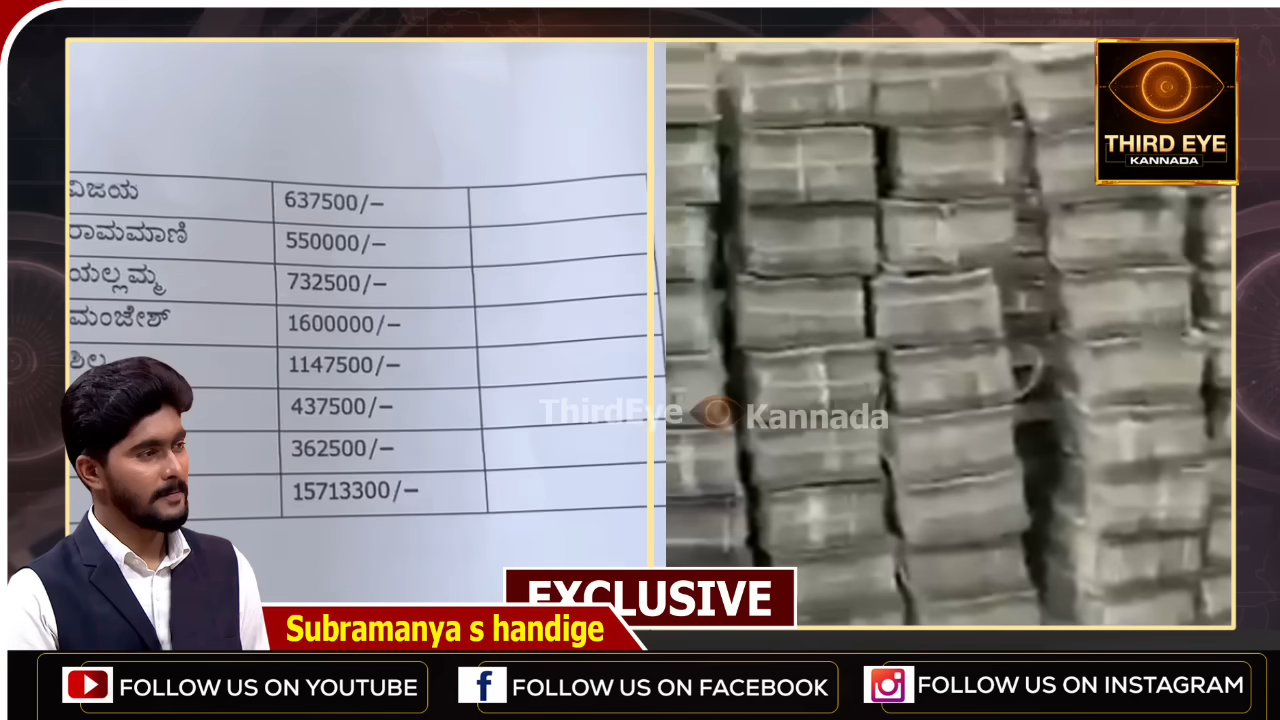 THIRD EYE
KANNADA
ವಿಜಯ 637500/–
ರಾಮಮಾಣಿ 550000/–
ಯಲ್ಲಮ್ಮ 732500/–
ಮಂಜೇಶ್ 1600000/–
ಶಿಲ್ಪ 1147500/–
437500/–
362500/–
15713300/–
ThirdEye Kannada
EXCLUSIVE
Subramanya s handige
FOLLOW US ON YOUTUBE
FOLLOW US ON FACEBOOK
FOLLOW US ON INSTAGRAM